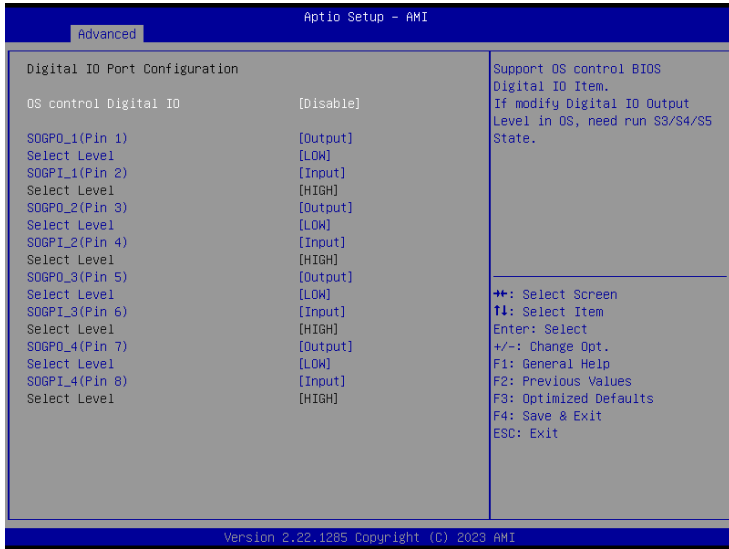 Aptio Setup - AMI
Advanced
Digital IO Port Configuration
OS control Digital IO [Disable]
SOGPO_1(Pin 1) [Output]
Select Level [LOW]
SOGPI_1(Pin 2) [Input]
Select Level [HIGH]
SOGPO_2(Pin 3) [Output]
Select Level [LOW]
SOGPI_2(Pin 4) [Input]
Select Level [HIGH]
SOGPO_3(Pin 5) [Output]
Select Level [LOW]
SOGPI_3(Pin 6) [Input]
Select Level [HIGH]
SOGPO_4(Pin 7) [Output]
Select Level [LOW]
SOGPI_4(Pin 8) [Input]
Select Level [HIGH]
Support OS control BIOS
Digital IO Item.
If modify Digital IO Output
Level in OS, need run S3/S4/S5
State.
→←: Select Screen
↑↓: Select Item
Enter: Select
+/-: Change Opt.
F1: General Help
F2: Previous Values
F3: Optimized Defaults
F4: Save & Exit
ESC: Exit
Version 2.22.1285 Copyright (C) 2023 AMI